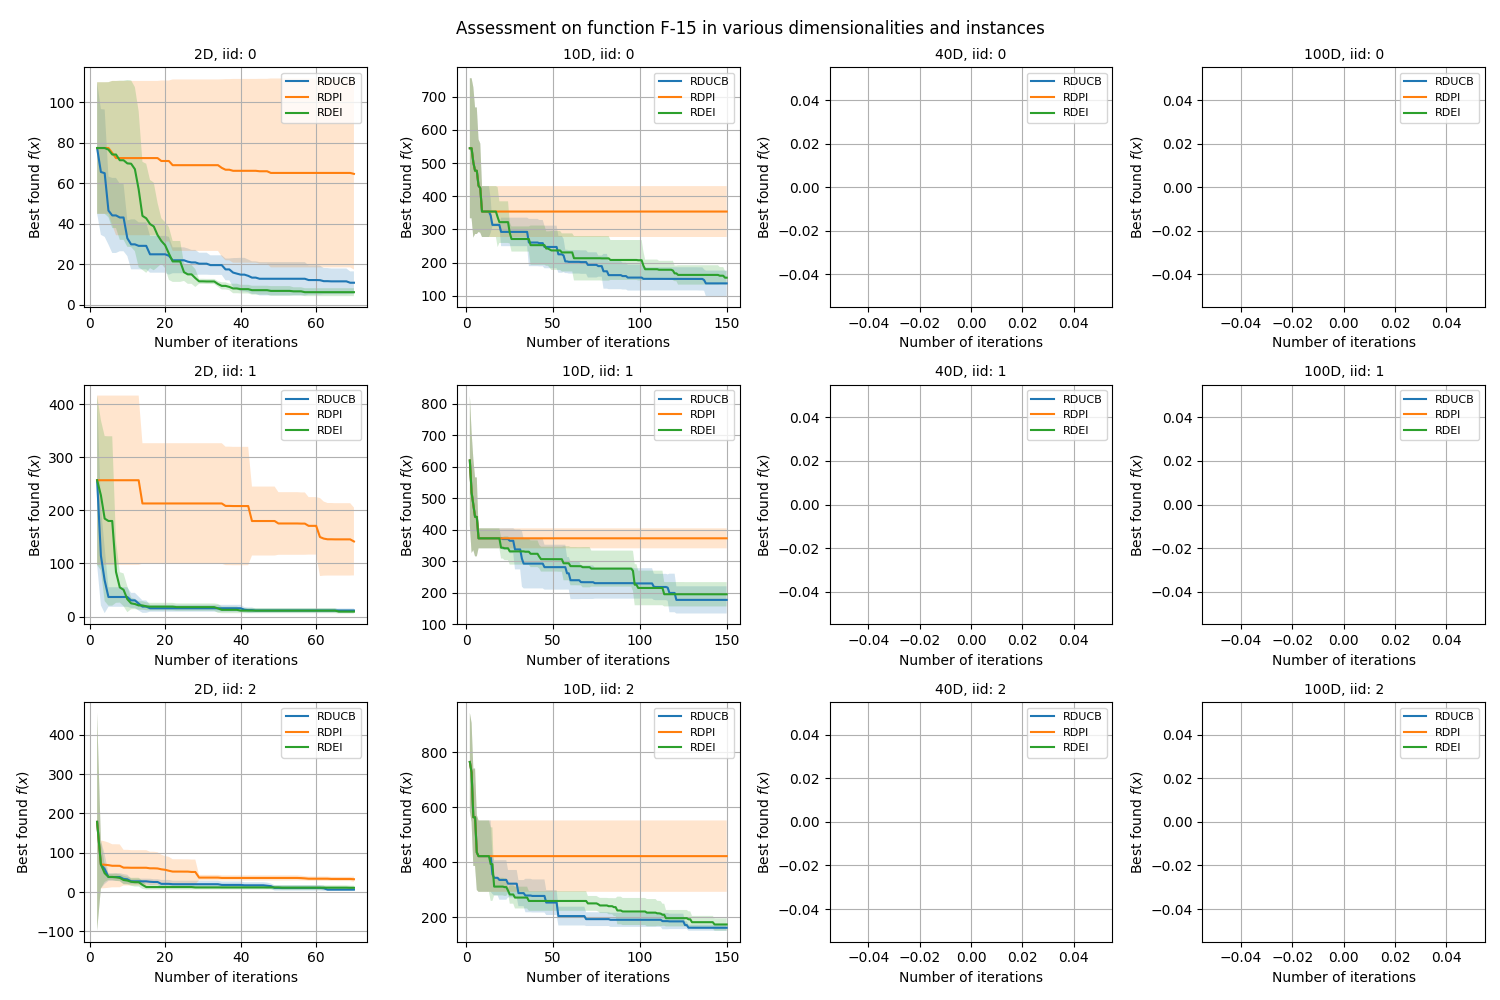 Assessment on function F-15 in various dimensionalities and instances
2D, iid: 0
Best found f(x)
100
80
60
40
20
0
0 20 40 60
Number of iterations
RDUCB
RDPI
RDEI
10D, iid: 0
Best found f(x)
700
600
500
400
300
200
100
0 50 100 150
Number of iterations
RDUCB
RDPI
RDEI
40D, iid: 0
Best found f(x)
0.04
0.02
0.00
−0.02
−0.04
−0.04 −0.02 0.00 0.02 0.04
Number of iterations
RDUCB
RDPI
RDEI
100D, iid: 0
Best found f(x)
0.04
0.02
0.00
−0.02
−0.04
−0.04 −0.02 0.00 0.02 0.04
Number of iterations
RDUCB
RDPI
RDEI
2D, iid: 1
Best found f(x)
400
300
200
100
0
0 20 40 60
Number of iterations
RDUCB
RDPI
RDEI
10D, iid: 1
Best found f(x)
800
700
600
500
400
300
200
100
0 50 100 150
Number of iterations
RDUCB
RDPI
RDEI
40D, iid: 1
Best found f(x)
0.04
0.02
0.00
−0.02
−0.04
−0.04 −0.02 0.00 0.02 0.04
Number of iterations
RDUCB
RDPI
RDEI
100D, iid: 1
Best found f(x)
0.04
0.02
0.00
−0.02
−0.04
−0.04 −0.02 0.00 0.02 0.04
Number of iterations
RDUCB
RDPI
RDEI
2D, iid: 2
Best found f(x)
400
300
200
100
0
−100
0 20 40 60
Number of iterations
RDUCB
RDPI
RDEI
10D, iid: 2
Best found f(x)
800
600
400
200
0 50 100 150
Number of iterations
RDUCB
RDPI
RDEI
40D, iid: 2
Best found f(x)
0.04
0.02
0.00
−0.02
−0.04
−0.04 −0.02 0.00 0.02 0.04
Number of iterations
RDUCB
RDPI
RDEI
100D, iid: 2
Best found f(x)
0.04
0.02
0.00
−0.02
−0.04
−0.04 −0.02 0.00 0.02 0.04
Number of iterations
RDUCB
RDPI
RDEI